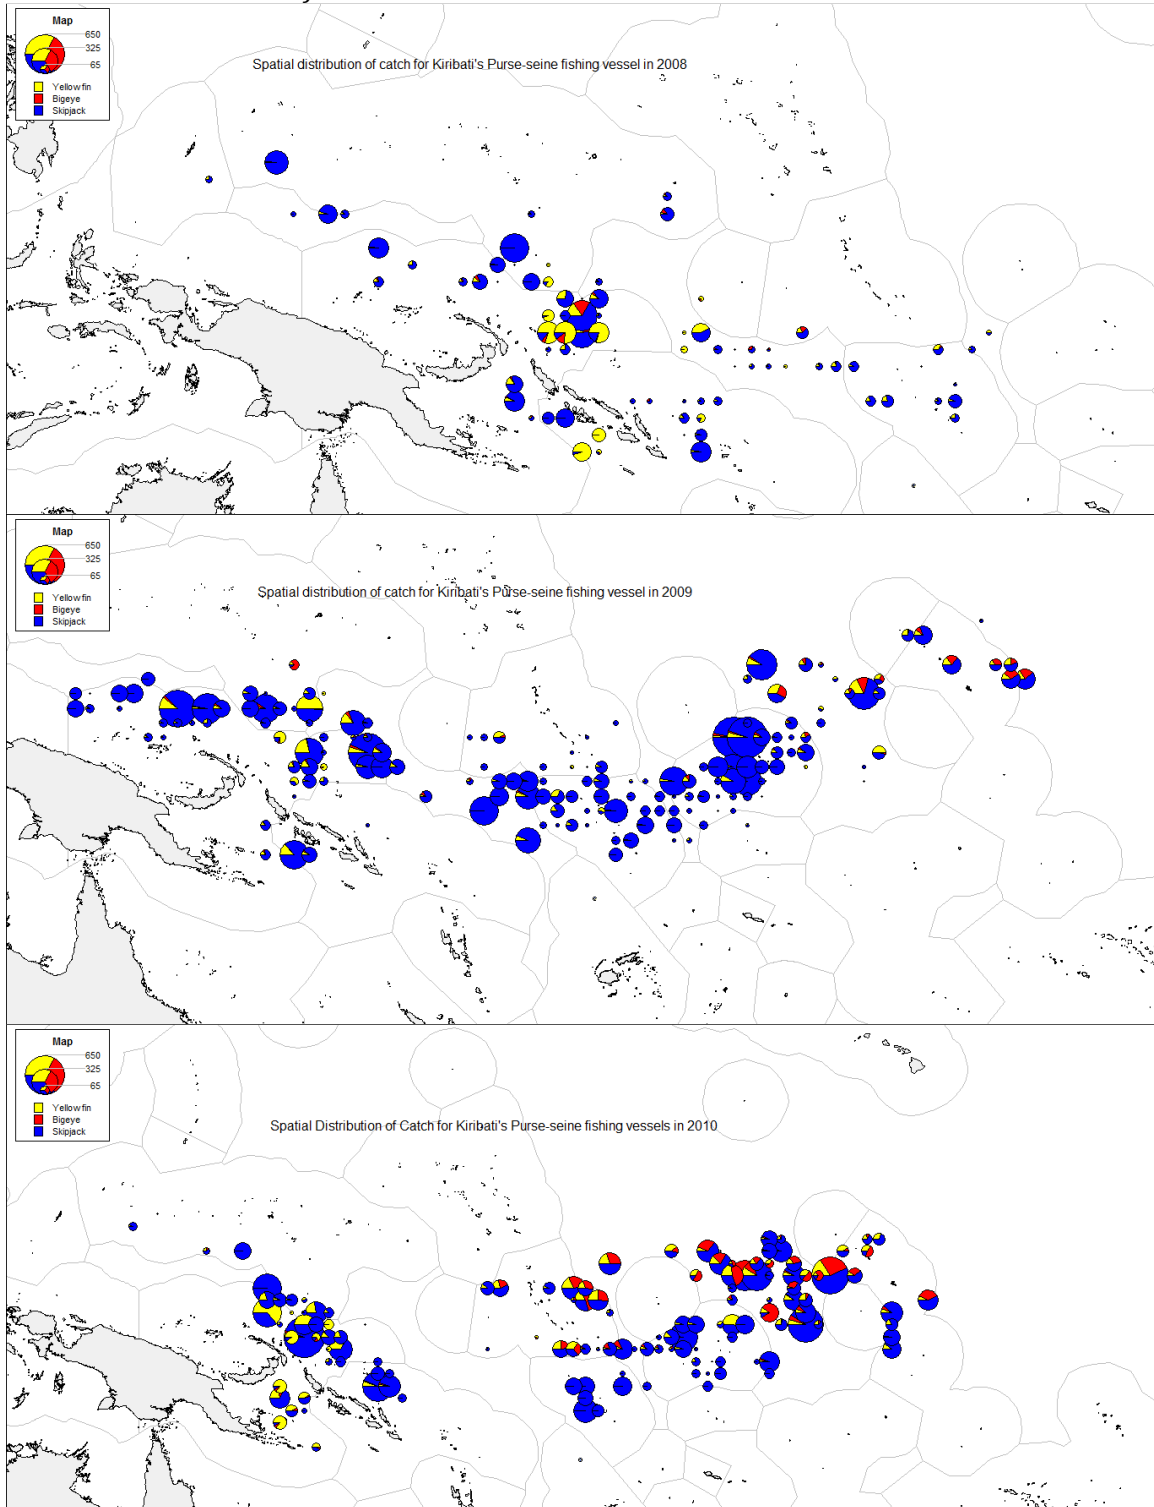 Map
650
325
65
Yellowfin
Bigeye
Skipjack
Spatial distribution of catch for Kiribati's Purse-seine fishing vessel in 2008
Map
650
325
65
Yellowfin
Bigeye
Skipjack
Spatial distribution of catch for Kiribati's Purse-seine fishing vessel in 2009
Map
650
325
65
Yellowfin
Bigeye
Skipjack
Spatial Distribution of Catch for Kiribati's Purse-seine fishing vessels in 2010